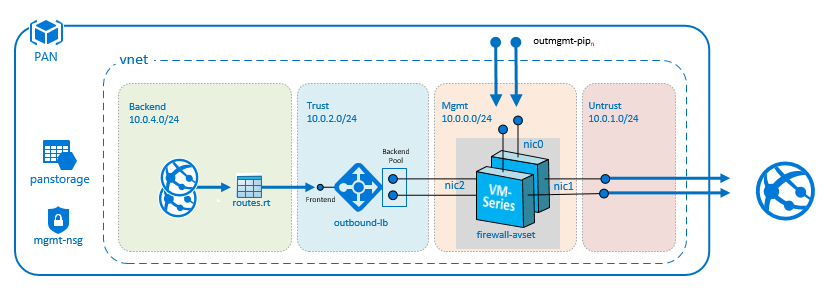 PAN
outmgmt-pipn
vnet
Backend
10.0.4.0/24
Trust
10.0.2.0/24
Mgmt
10.0.0.0/24
Untrust
10.0.1.0/24
nic0
Backend
Pool
panstorage
routes.rt
Frontend
nic2
VM-
Series
nic1
outbound-lb
firewall-avset
mgmt-nsg